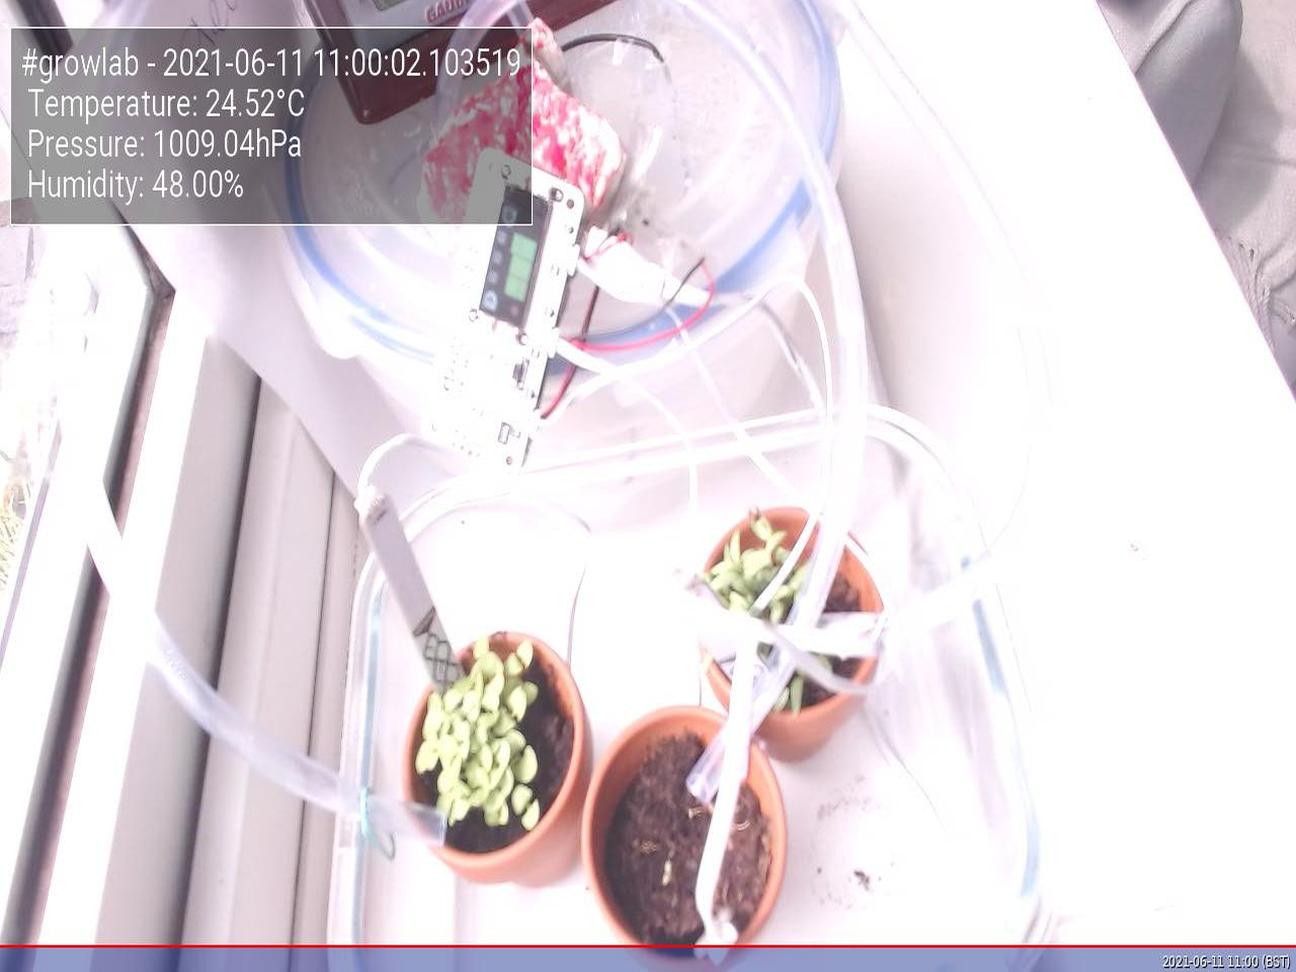 #growlab - 2021-06-11 11:00:02.103519
Temperature: 24.52°C
Pressure: 1009.04hPa
Humidity: 48.00%
2021-06-11 11:00 (BST)